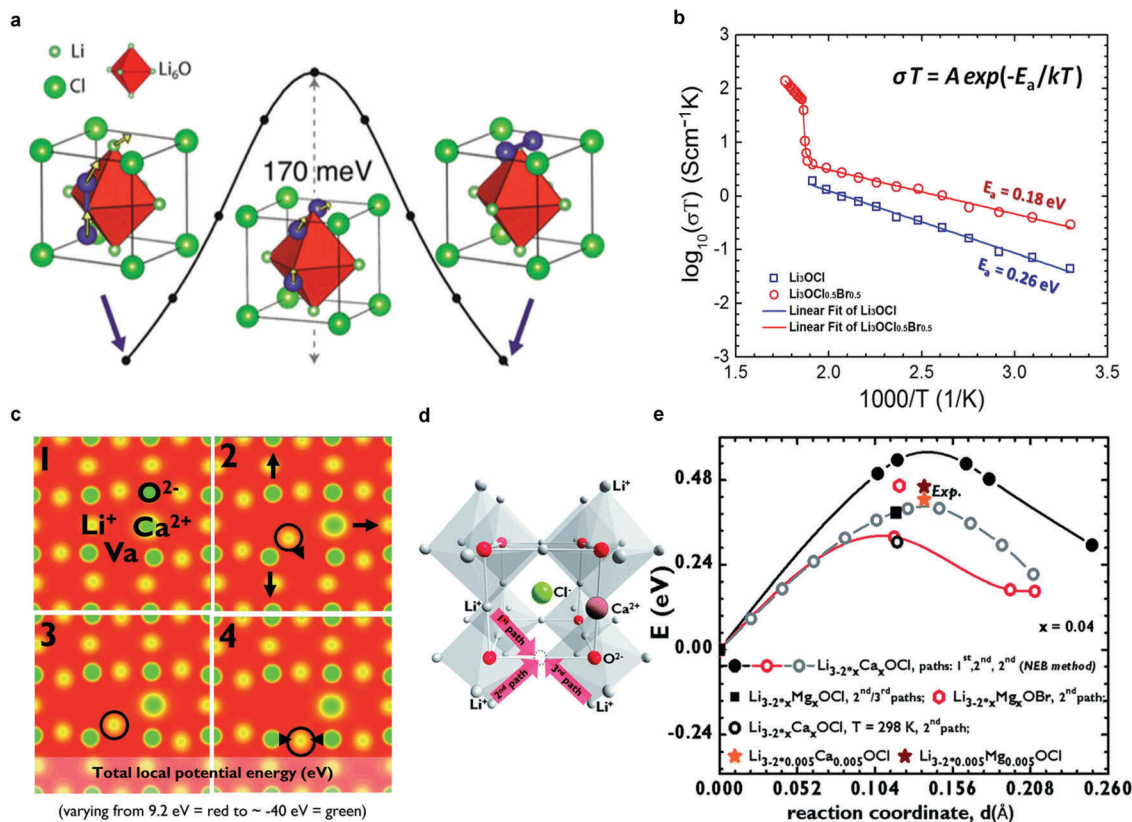 a
Li
Cl
Li₆O
170 meV
b
σT = A exp(-Eₐ/kT)
log₁₀(σT) (Scm⁻¹K)
3
2
1
0
-1
-2
-3
Eₐ = 0.18 eV
Eₐ = 0.26 eV
Li₃OCl
Li₃OCl₀.₅Br₀.₅
Linear Fit of Li₃OCl
Linear Fit of Li₃OCl₀.₅Br₀.₅
1.5 2.0 2.5 3.0 3.5
1000/T (1/K)
c
1
2
O²⁻
Li⁺ Ca²⁺
Va
3
4
Total local potential energy (eV)
(varying from 9.2 eV = red to ~ -40 eV = green)
d
Li⁺
Cl⁻
Li⁺
Ca²⁺
1ˢᵗ path
O²⁻
2ⁿᵈ path
3ʳᵈ path
Li⁺
Li⁺
e
E (eV)
0.48
0.24
0.00
-0.24
Exp.
x = 0.04
Li₃₋₂*ₓCaₓOCl, paths: 1ˢᵗ,2ⁿᵈ, 2ⁿᵈ (NEB method)
Li₃₋₂*ₓMgₓOCl, 2ⁿᵈ/3ʳᵈ paths; Li₃₋₂*ₓMgₓOBr, 2ⁿᵈ path;
Li₃₋₂*ₓCaₓOCl, T = 298 K, 2ⁿᵈ path;
Li₃₋₂*₀.₀₀₅Ca₀.₀₀₅OCl Li₃₋₂*₀.₀₀₅Mg₀.₀₀₅OCl
0.000 0.052 0.104 0.156 0.208 0.260
reaction coordinate, d(Å)